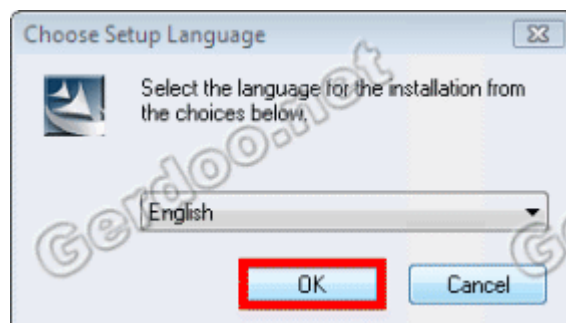 Choose Setup Language
Select the language for the installation from
the choices below.
Gerdoo.net
English
OK
Cancel